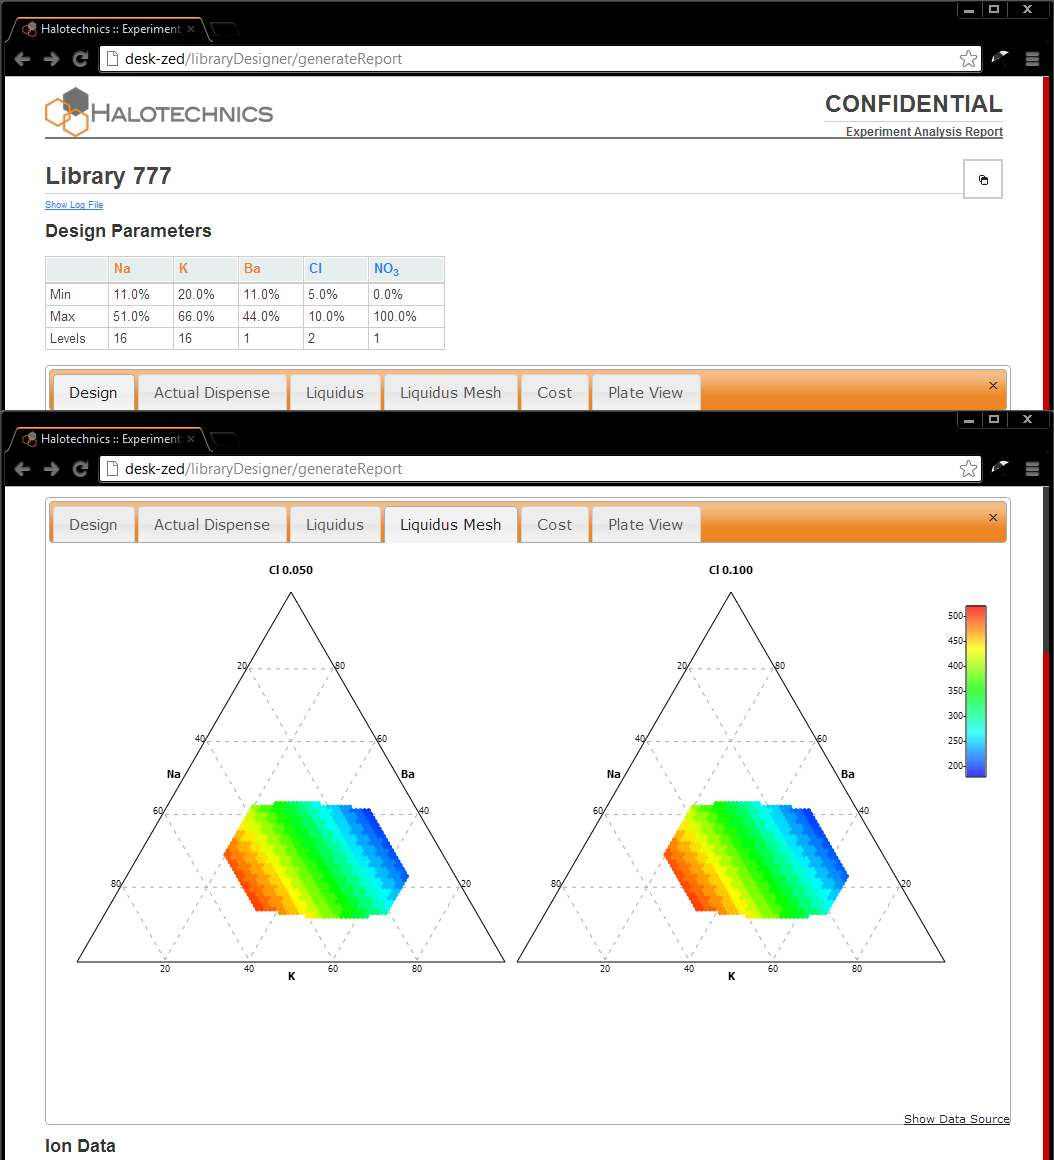 Halotechnics :: Experiment
desk-zed/libraryDesigner/generateReport
HALOTECHNICS
CONFIDENTIAL
Experiment Analysis Report
Library 777
Show Log File
Design Parameters
Na K Ba Cl NO3
Min 11.0% 20.0% 11.0% 5.0% 0.0%
Max 51.0% 66.0% 44.0% 10.0% 100.0%
Levels 16 16 1 2 1
Design Actual Dispense Liquidus Liquidus Mesh Cost Plate View
Halotechnics :: Experiment
desk-zed/libraryDesigner/generateReport
Design Actual Dispense Liquidus Liquidus Mesh Cost Plate View
Cl 0.050
20 80
40 60
Na Ba
60 40
80 20
20 40 60 80
K
Cl 0.100
20 80
40 60
Na Ba
60 40
80 20
20 40 60 80
K
500
450
400
350
300
250
200
Show Data Source
Ion Data